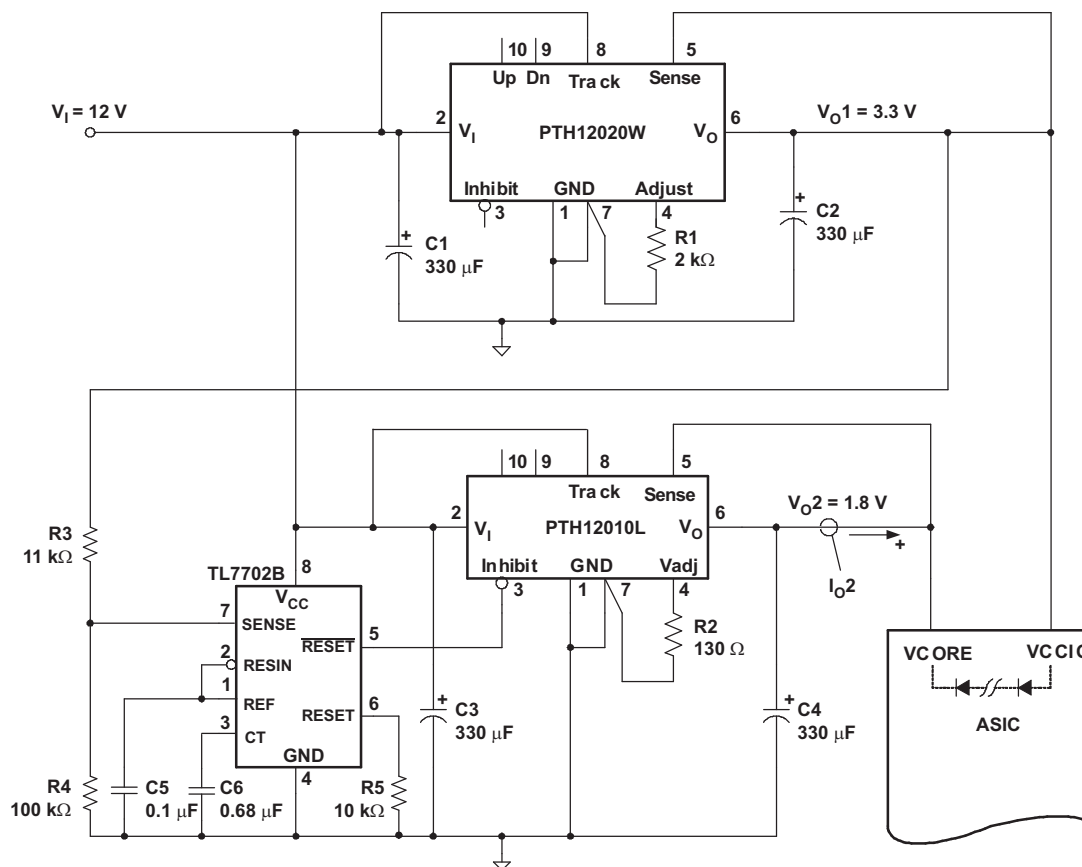 10 9 8 5
Up Dn Track Sense
V_I = 12 V
2 V_I PTH12020W V_O 6
V_O1 = 3.3 V
Inhibit GND Adjust
3 1 7 4
+
C1
330 μF
R1
2 kΩ
+
C2
330 μF
10 9 8 5
Track Sense
2 V_I PTH12010L V_O 6
V_O2 = 1.8 V
+
I_O2
Inhibit GND Vadj
3 1 7 4
R3
11 kΩ
TL7702B
8
V_CC
7 SENSE
2 RESIN
1 REF
3 CT
R̅E̅S̅E̅T̅ 5
RESET 6
GND
4
R2
130 Ω
+
C3
330 μF
+
C4
330 μF
R4
100 kΩ
C5
0.1 μF
C6
0.68 μF
R5
10 kΩ
VCORE VCCIO
ASIC